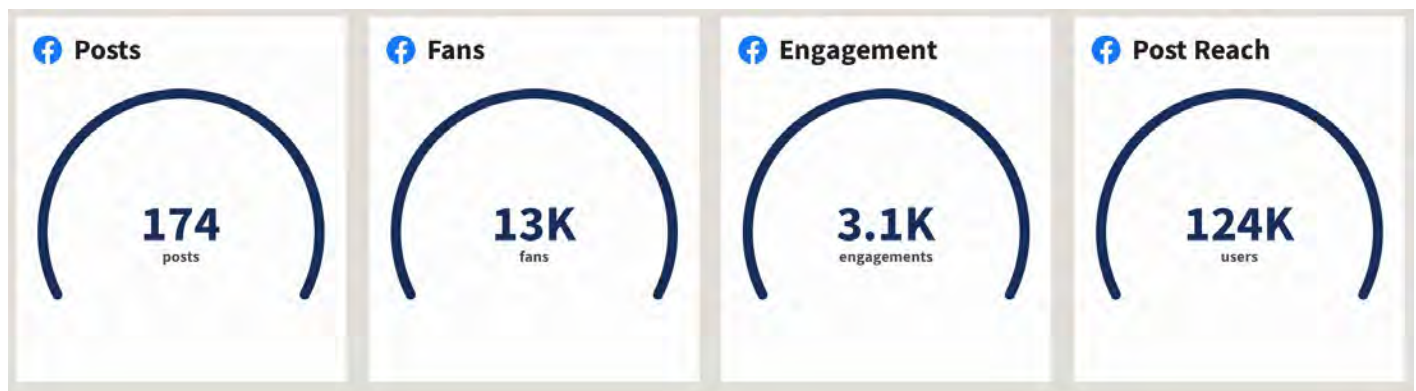 Posts
174
posts
Fans
13K
fans
Engagement
3.1K
engagements
Post Reach
124K
users